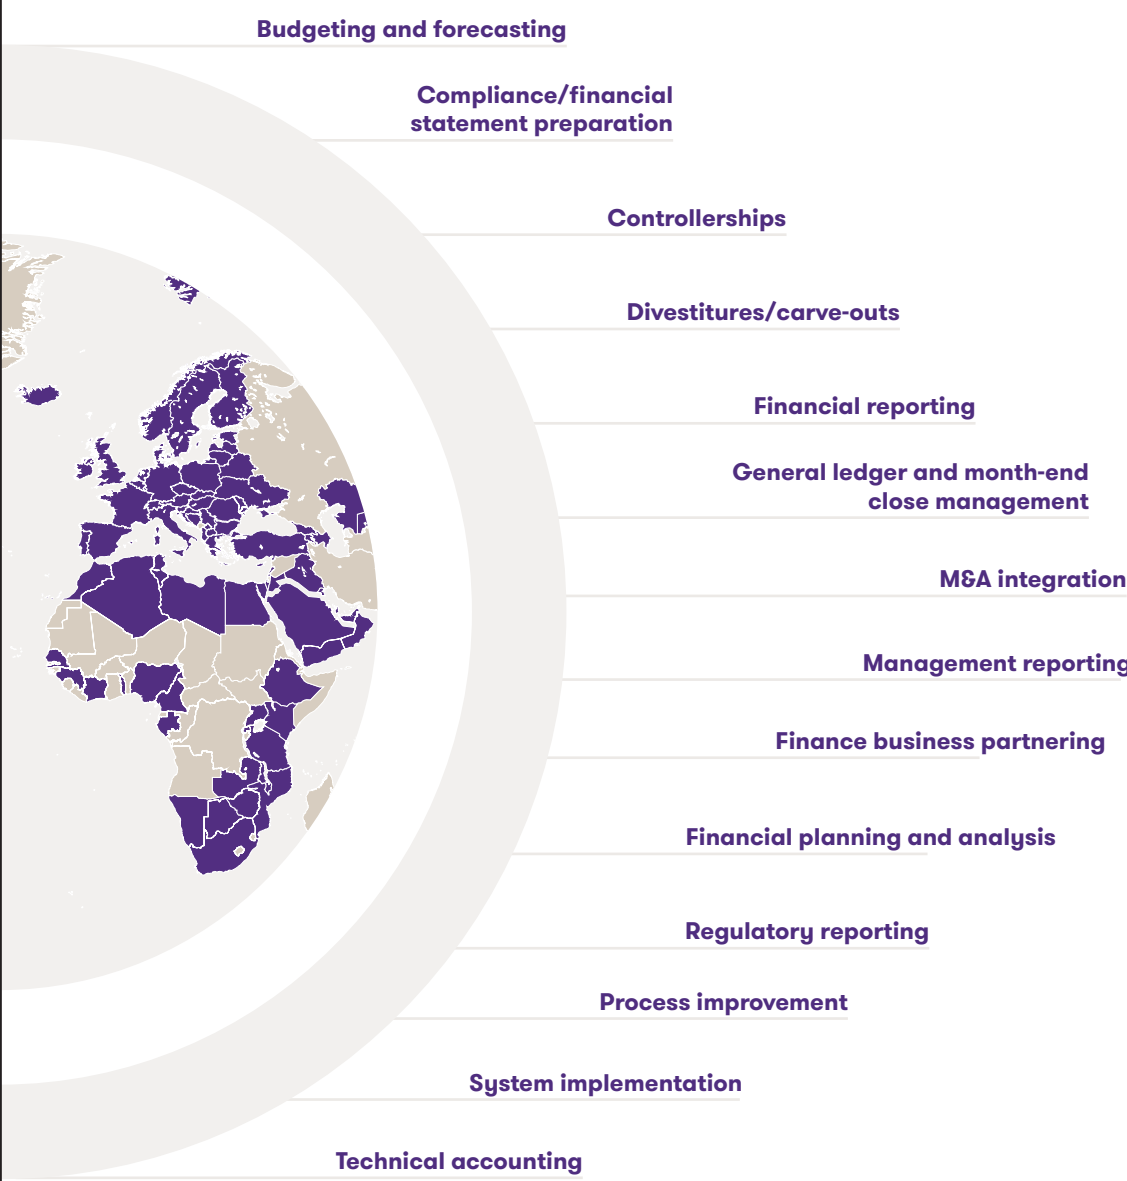 Budgeting and forecasting
Compliance/financial
statement preparation
Controllerships
Divestitures/carve-outs
Financial reporting
General ledger and month-end
close management
M&A integration
Management reporting
Finance business partnering
Financial planning and analysis
Regulatory reporting
Process improvement
System implementation
Technical accounting